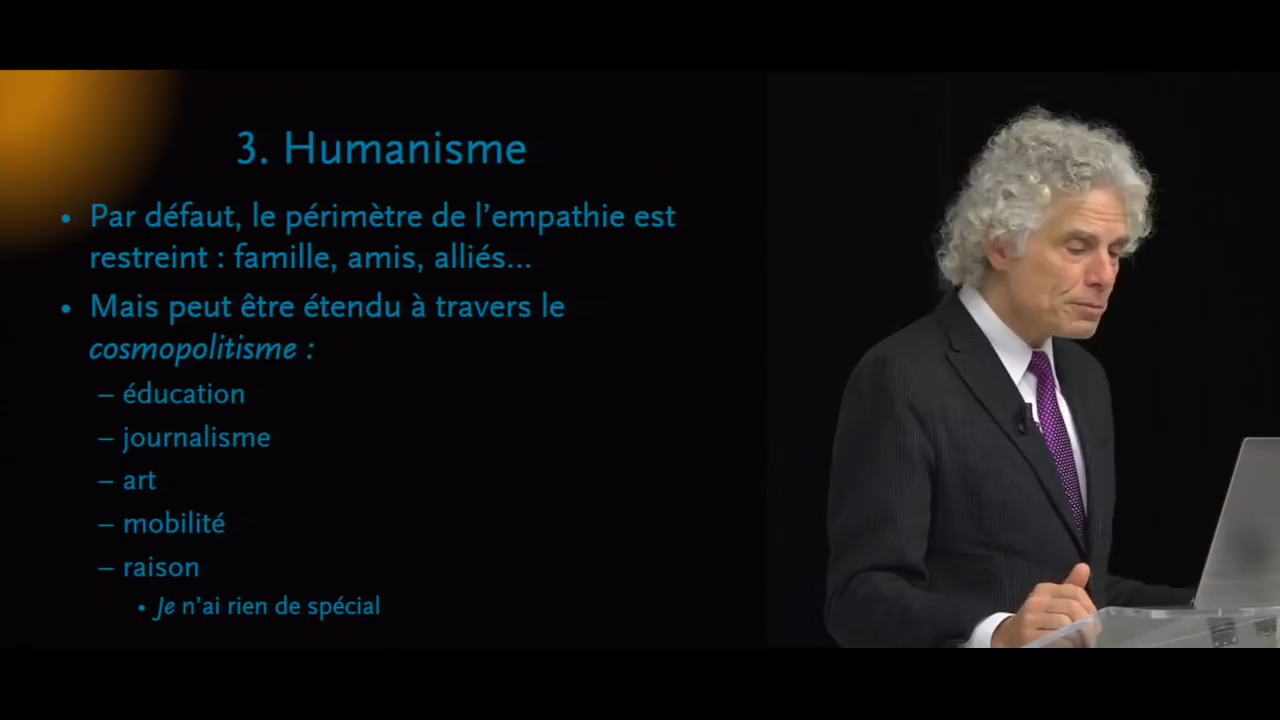 3. Humanisme
• Par défaut, le périmètre de l’empathie est
restreint : famille, amis, alliés...
• Mais peut être étendu à travers le
cosmopolitisme :
– éducation
– journalisme
– art
– mobilité
– raison
• Je n’ai rien de spécial